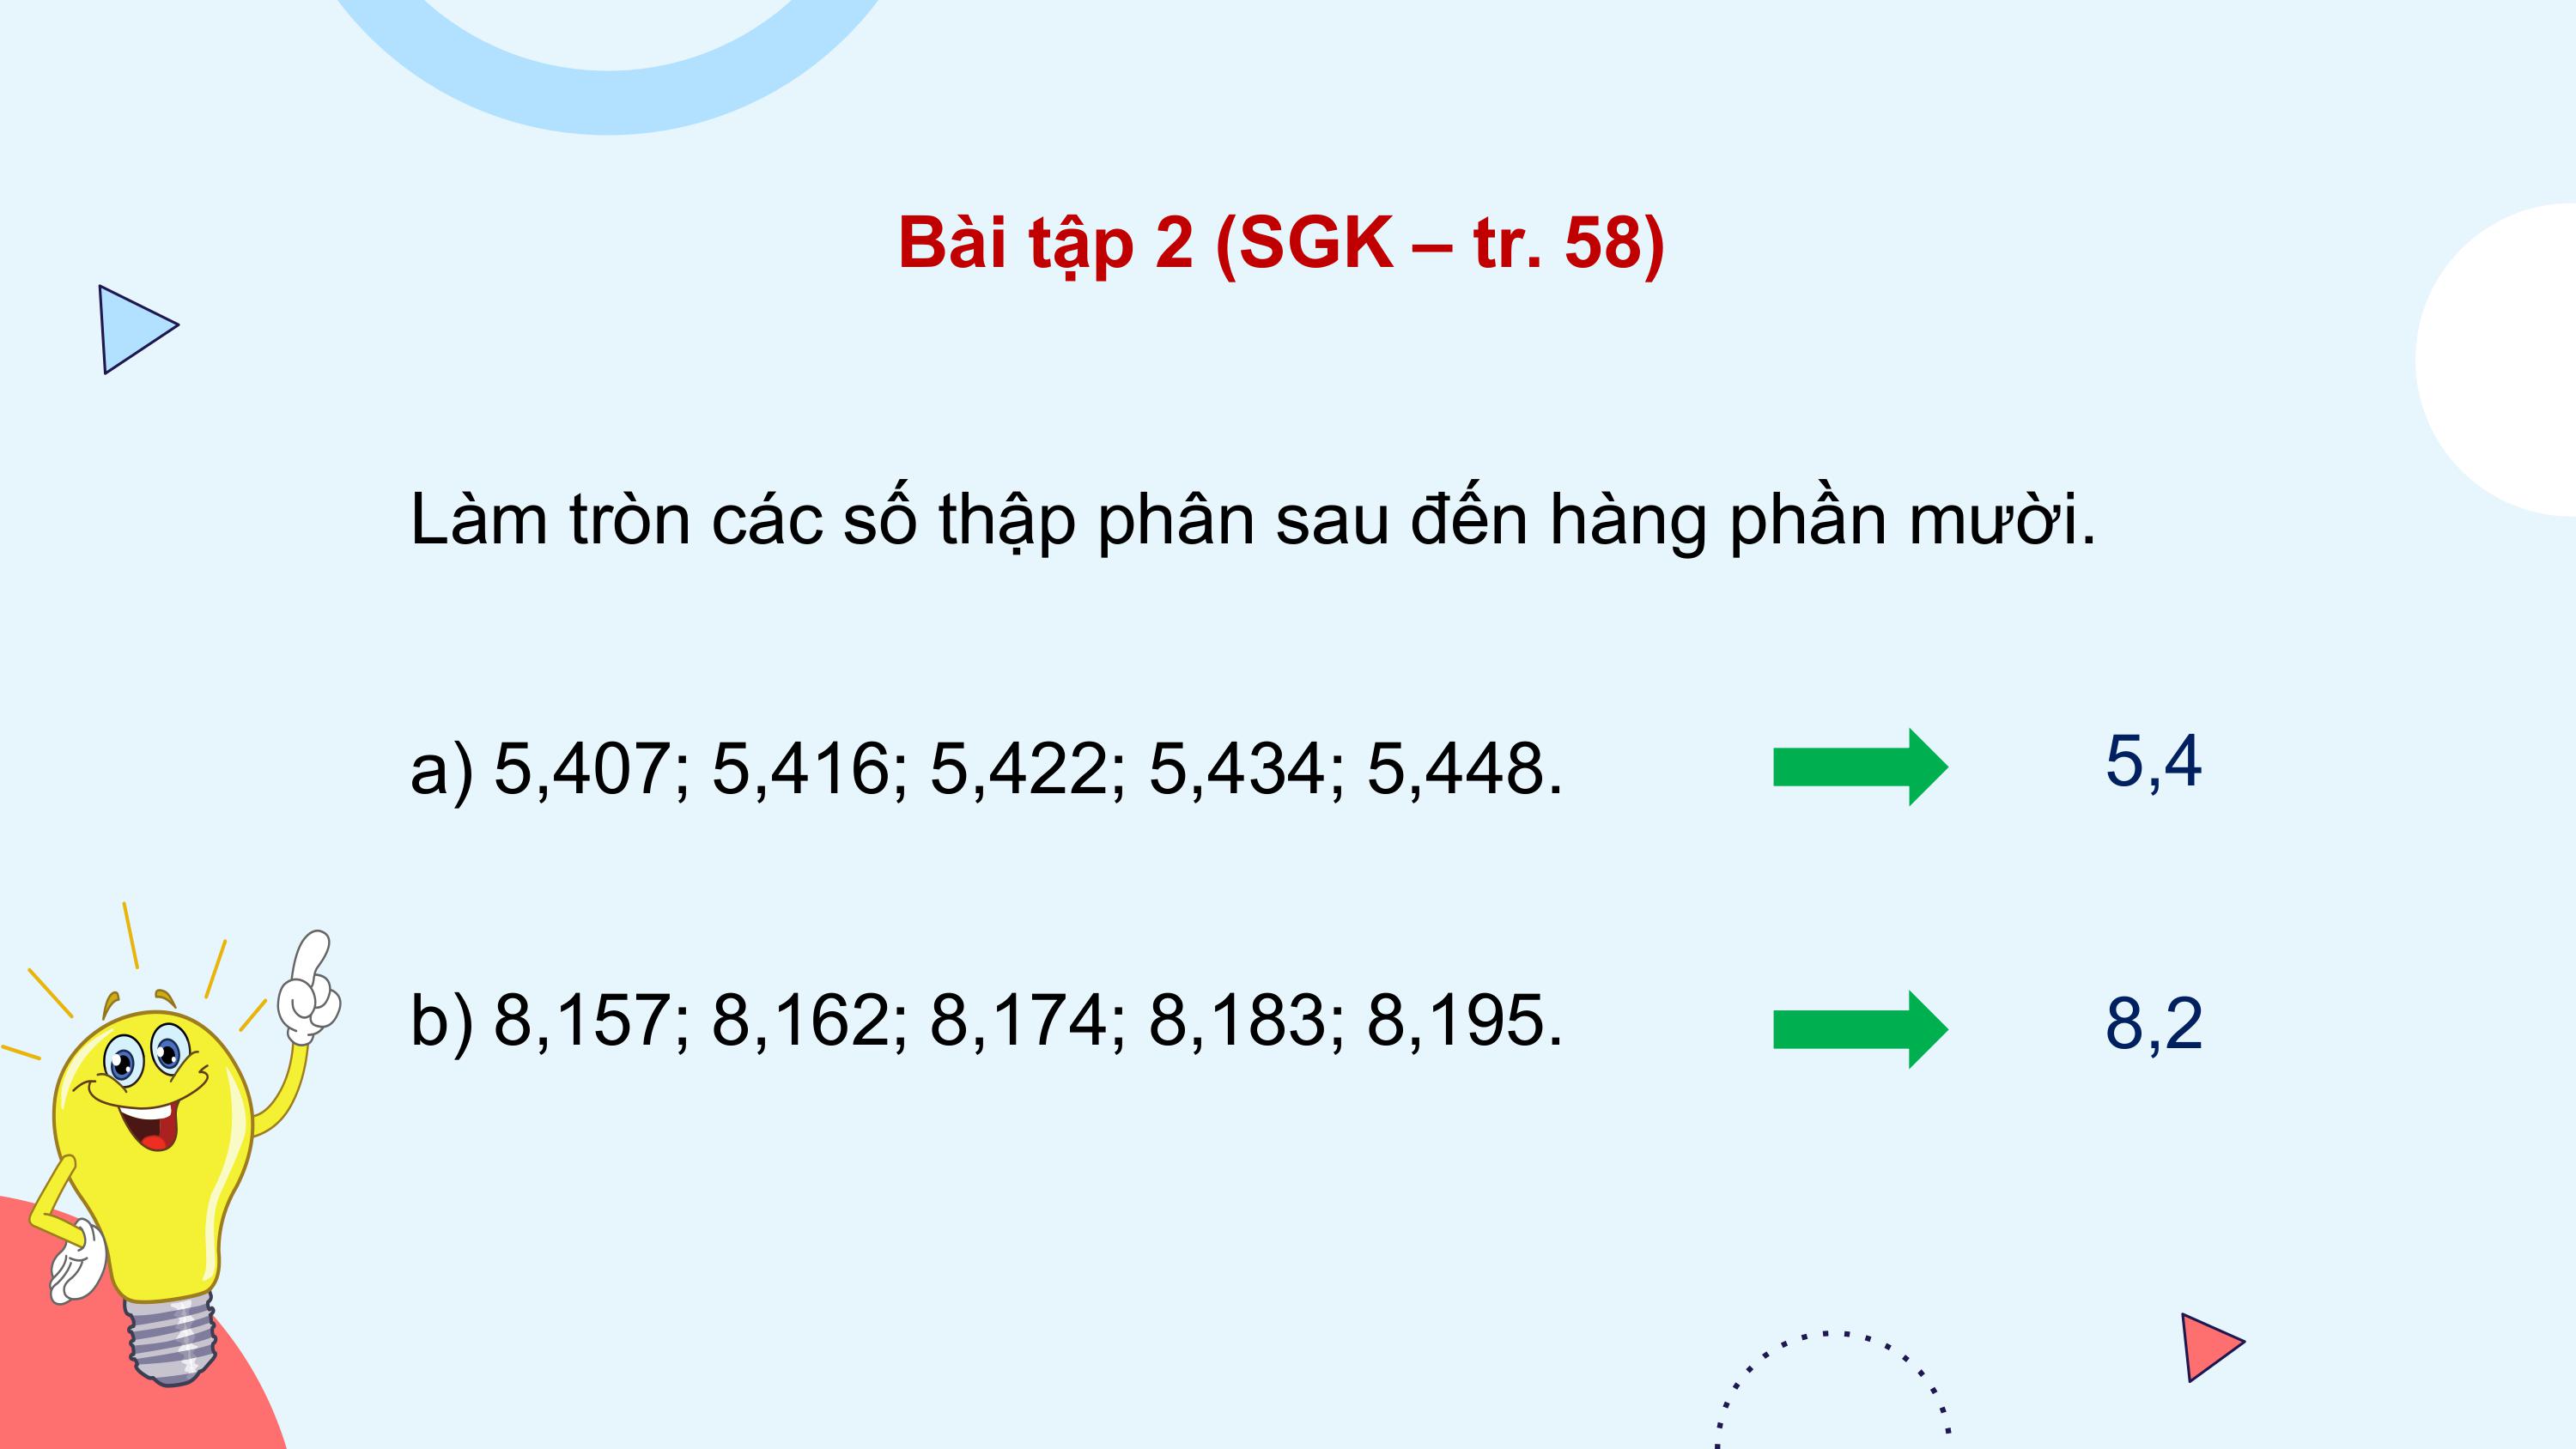 Bài tập 2 (SGK – tr. 58)
Làm tròn các số thập phân sau đến hàng phần mười.
a) 5,407; 5,416; 5,422; 5,434; 5,448. 5,4
b) 8,157; 8,162; 8,174; 8,183; 8,195. 8,2